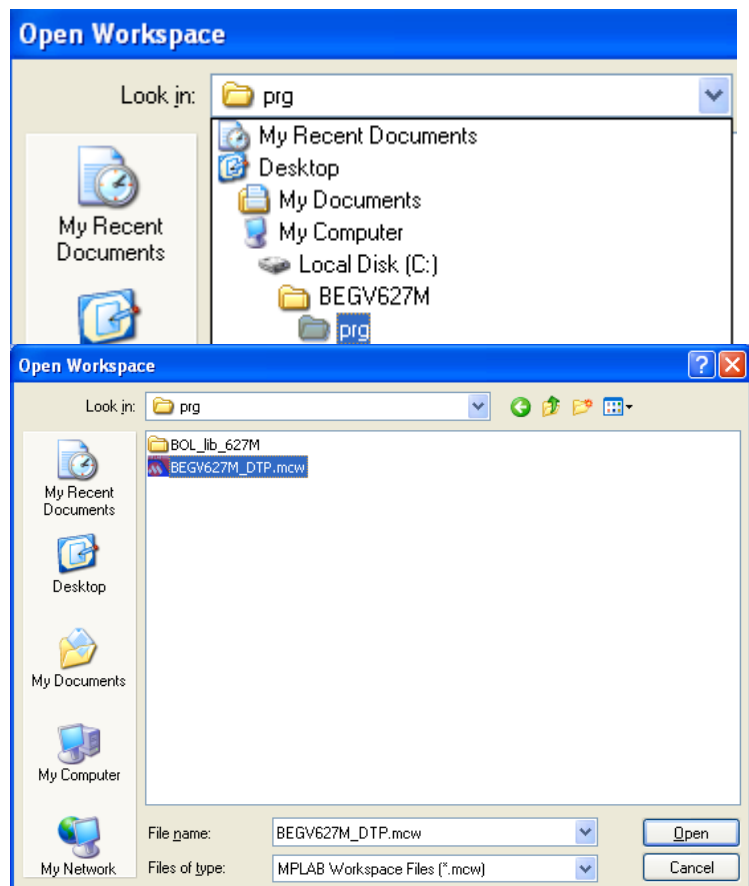 Open Workspace
Look in: prg
My Recent Documents
Desktop
My Documents
My Computer
Local Disk (C:)
BEGV627M
prg
My Recent
Documents
Open Workspace
Look in: prg
BOL_lib_627M
BEGV627M_DTP.mcw
My Recent
Documents
Desktop
My Documents
My Computer
My Network
File name: BEGV627M_DTP.mcw Open
Files of type: MPLAB Workspace Files (*.mcw) Cancel